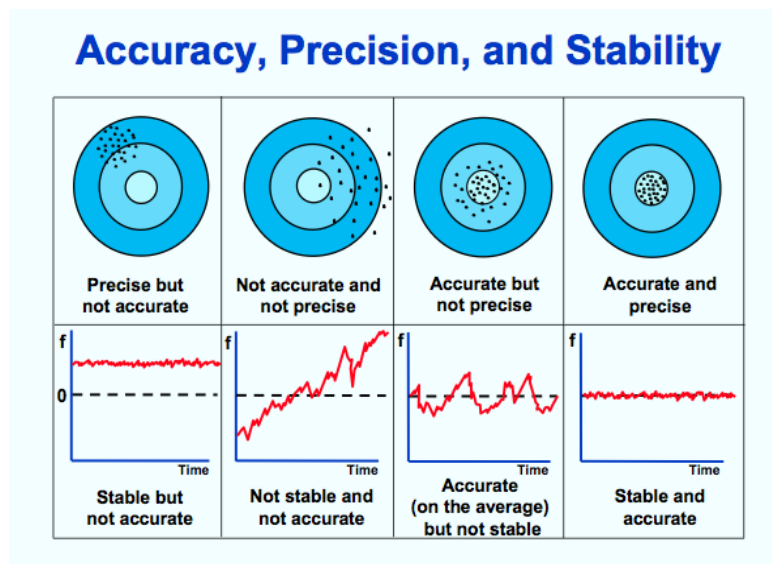 Accuracy, Precision, and Stability
Precise but
not accurate
Not accurate and
not precise
Accurate but
not precise
Accurate and
precise
f
0
Time
f
Time
f
Time
f
Time
Stable but
not accurate
Not stable and
not accurate
Accurate
(on the average)
but not stable
Stable and
accurate